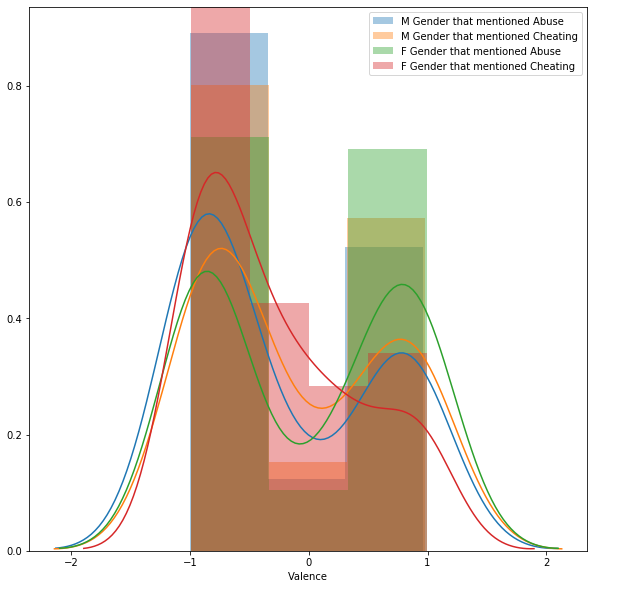 M Gender that mentioned Abuse
M Gender that mentioned Cheating
F Gender that mentioned Abuse
F Gender that mentioned Cheating
0.8
0.6
0.4
0.2
0.0
−2 −1 0 1 2
Valence